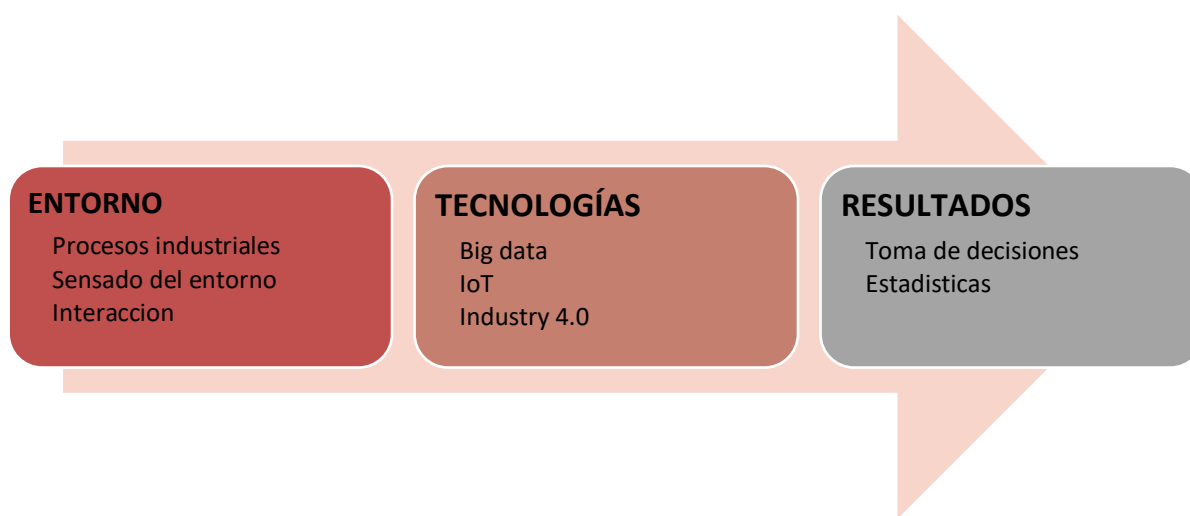 ENTORNO
Procesos industriales
Sensado del entorno
Interaccion
TECNOLOGÍAS
Big data
IoT
Industry 4.0
RESULTADOS
Toma de decisiones
Estadisticas